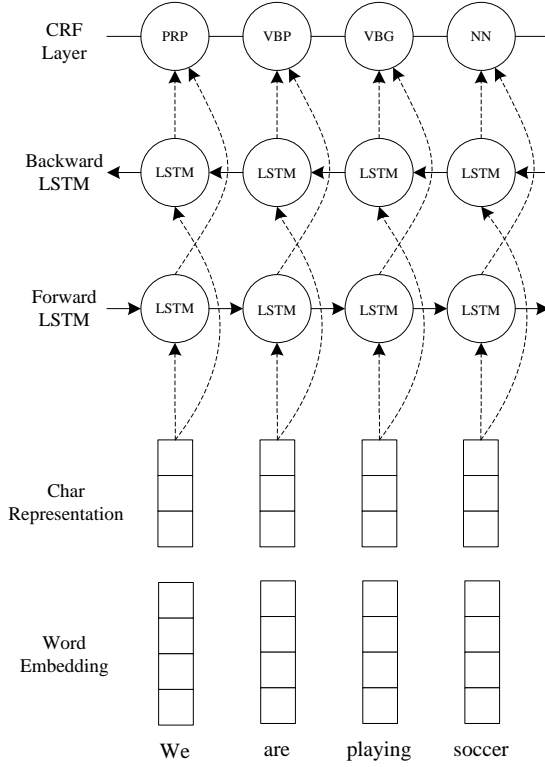 CRF
Layer
PRP VBP VBG NN
Backward
LSTM
LSTM LSTM LSTM LSTM
Forward
LSTM
LSTM LSTM LSTM LSTM
Char
Representation
Word
Embedding
We are playing soccer